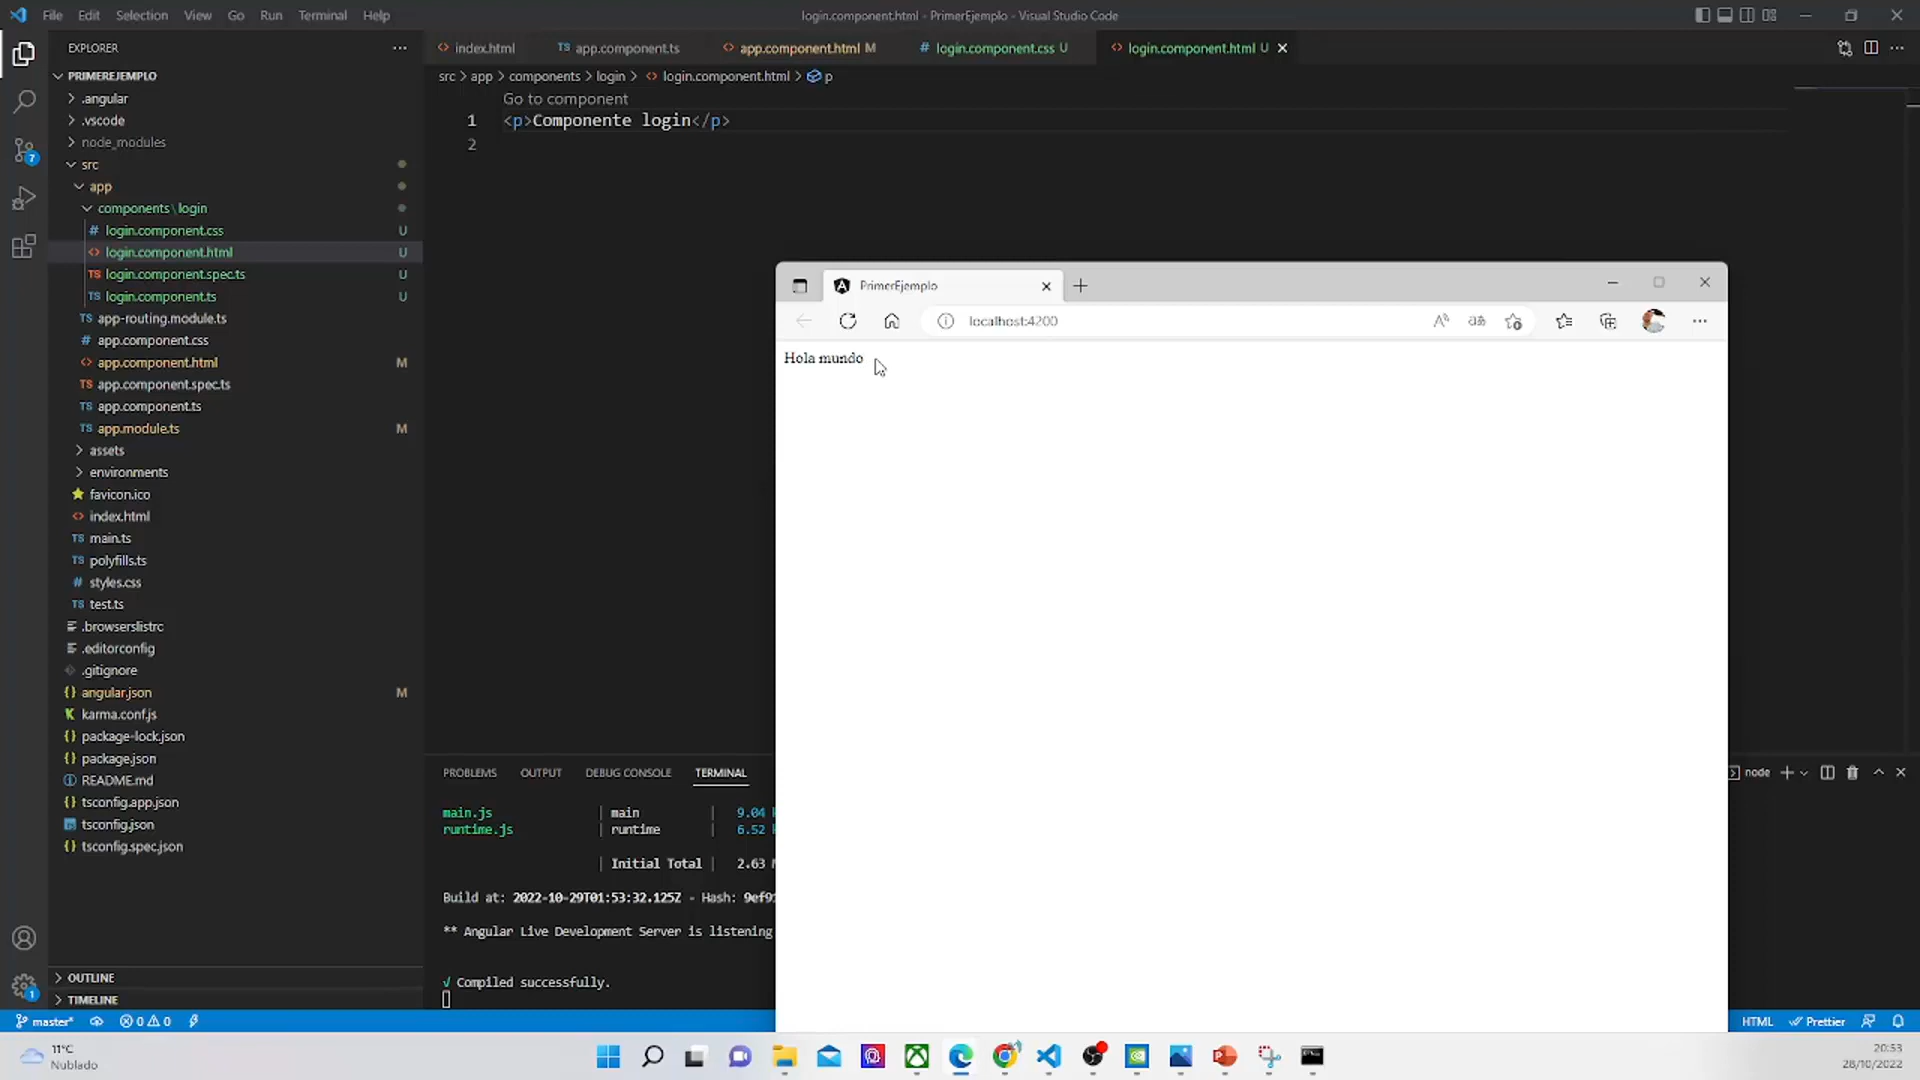 File Edit Selection View Go Run Terminal Help
login.component.html - PrimerEjemplo - Visual Studio Code
EXPLORER
index.html
app.component.ts
app.component.html M
login.component.css U
login.component.html U
PRIMEREJEMPLO
src > app > components > login > login.component.html > p
.angular
Go to component
.vscode
1 <p>Componente login</p>
node_modules
2
src
app
components\login
login.component.css U
login.component.html U
login.component.spec.ts U
login.component.ts U
app-routing.module.ts
app.component.css
app.component.html M
app.component.spec.ts
app.component.ts
app.module.ts M
assets
environments
favicon.ico
index.html
main.ts
polyfills.ts
styles.css
test.ts
.browserslistrc
.editorconfig
.gitignore
angular.json M
karma.conf.js
package-lock.json
package.json
README.md
tsconfig.app.json
tsconfig.json
tsconfig.spec.json
OUTLINE
TIMELINE
PrimerEjemplo
localhost:4200
Hola mundo
PROBLEMS OUTPUT DEBUG CONSOLE TERMINAL
node
main.js | main | 9.04
runtime.js | runtime | 6.52
| Initial Total | 2.63
Build at: 2022-10-29T01:53:32.125Z - Hash: 9ef9
** Angular Live Development Server is listening
√ Compiled successfully.
master* 0 0
HTML Prettier
11°C
Nublado
20:53
28/10/2022